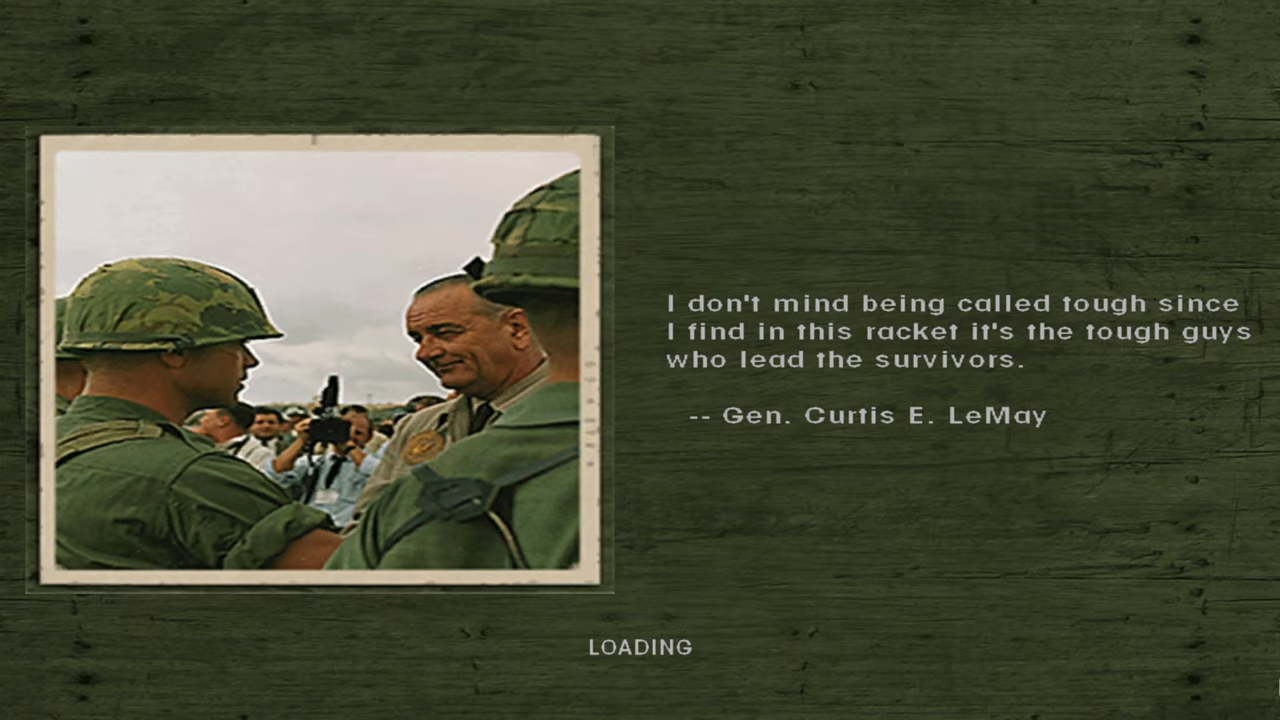 I don't mind being called tough since
I find in this racket it's the tough guys
who lead the survivors.
-- Gen. Curtis E. LeMay
LOADING